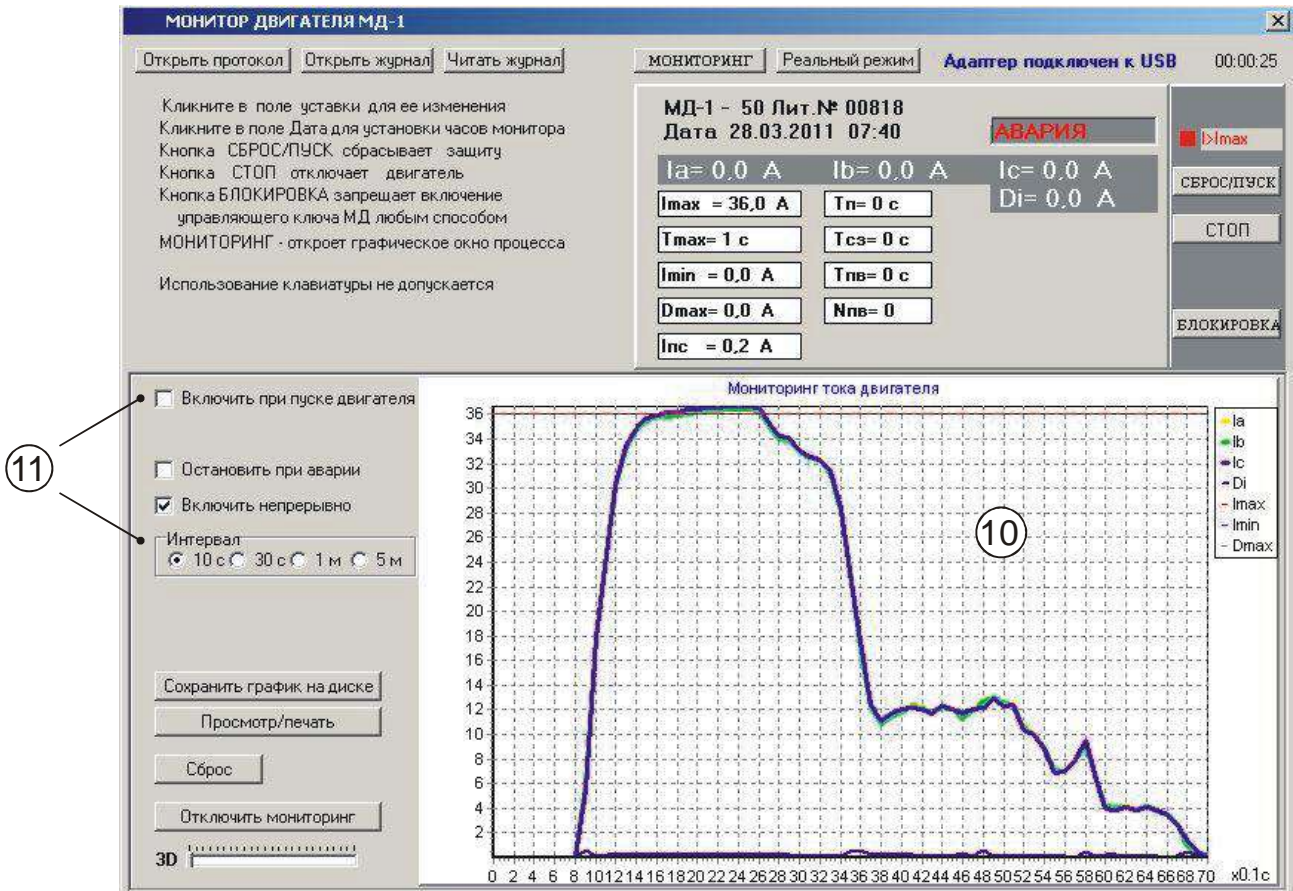 МОНИТОР ДВИГАТЕЛЯ МД-1
Открыть протокол Открыть журнал Читать журнал МОНИТОРИНГ Реальный режим Адаптер подключен к USB 00:00:25
Кликните в поле уставки для ее изменения
Кликните в поле Дата для установки часов монитора
Кнопка СБРОС/ПУСК сбрасывает защиту
Кнопка СТОП отключает двигатель
Кнопка БЛОКИРОВКА запрещает включение
управляющего ключа МД любым способом
МОНИТОРИНГ - откроет графическое окно процесса
Использование клавиатуры не допускается
МД-1 - 50 Лит.№ 00818
Дата 28.03.2011 07:40 АВАРИЯ
Ia= 0,0 A Ib= 0,0 A Ic= 0,0 A
Di= 0,0 A
Imax = 36,0 A Тп= 0 с
Tmax= 1 c Тсз= 0 с
Imin = 0,0 A Тпв= 0 с
Dmax= 0,0 A Nпв= 0
Iпс = 0,2 A
I>Imax
СБРОС/ПУСК
СТОП
БЛОКИРОВКА
11
Включить при пуске двигателя
Остановить при аварии
Включить непрерывно
Интервал
10 с 30 с 1 м 5 м
Сохранить график на диске
Просмотр/печать
Сброс
Отключить мониторинг
3D
Мониторинг тока двигателя
36
34
32
30
28
26
24
22
20
18
16
14
12
10
8
6
4
2
0 2 4 6 8 10 12 14 16 18 20 22 24 26 28 30 32 34 36 38 40 42 44 46 48 50 52 54 56 58 60 62 64 66 68 70 x0.1c
10
Ia
Ib
Ic
Di
Imax
Imin
Dmax